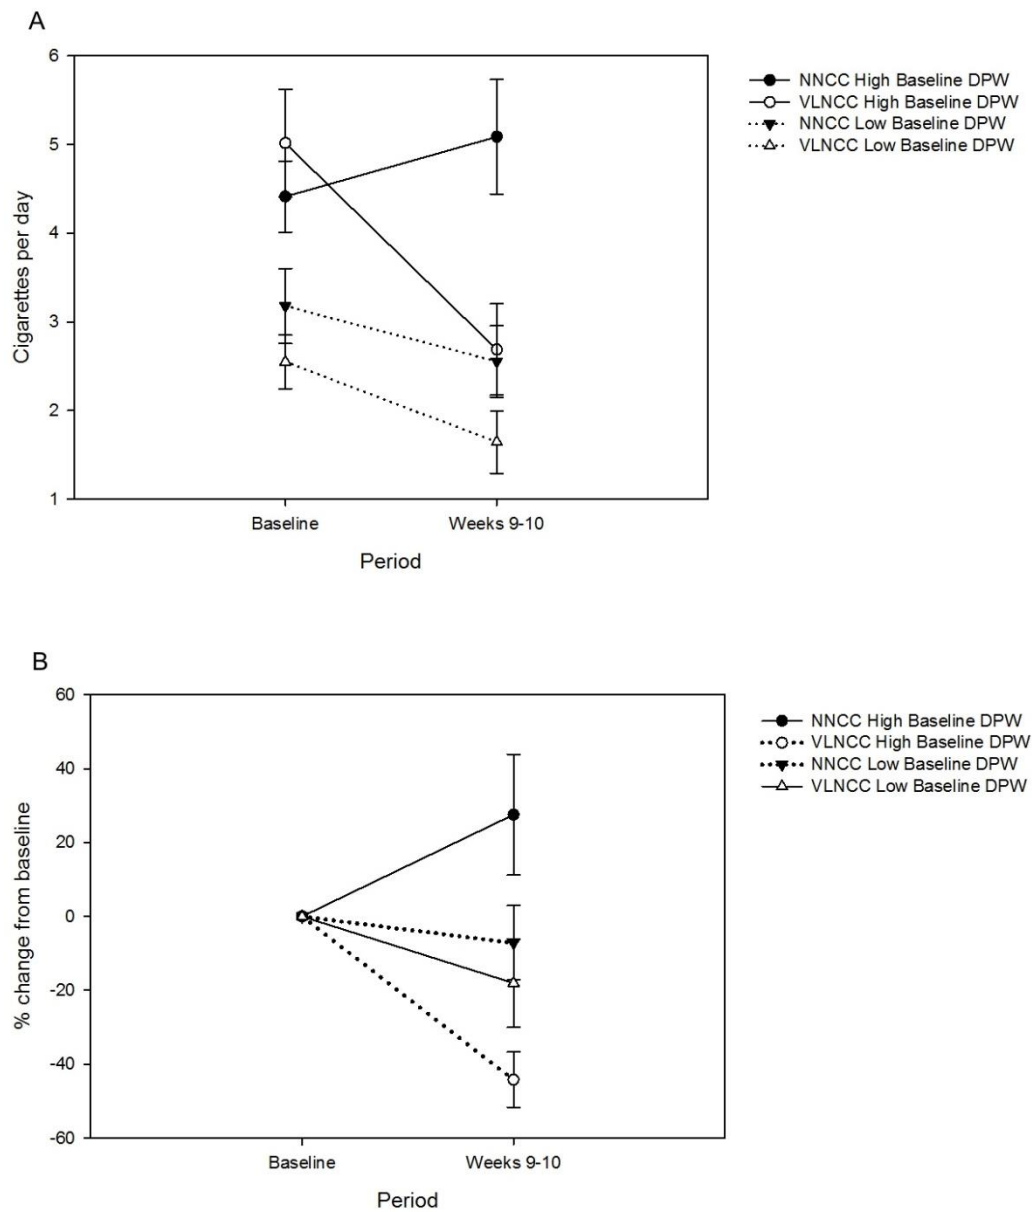 A
6
5
4
3
2
1
Cigarettes per day
Baseline
Weeks 9-10
Period
NNCC High Baseline DPW
VLNCC High Baseline DPW
NNCC Low Baseline DPW
VLNCC Low Baseline DPW
B
60
40
20
0
-20
-40
-60
% change from baseline
Baseline
Weeks 9-10
Period
NNCC High Baseline DPW
VLNCC High Baseline DPW
NNCC Low Baseline DPW
VLNCC Low Baseline DPW